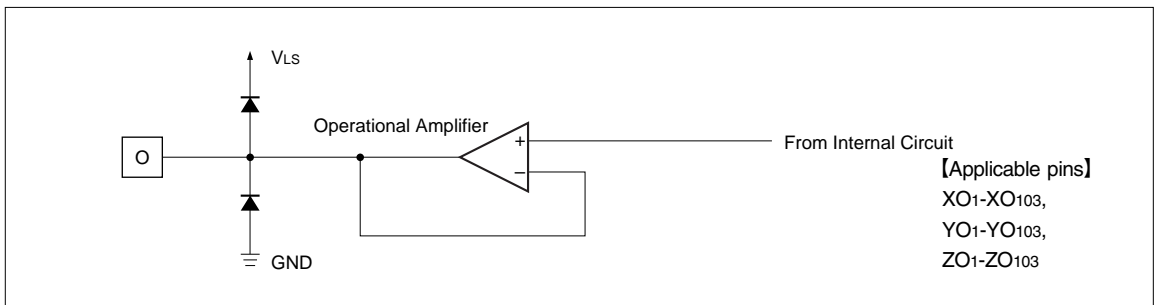 VLS
Operational Amplifier
+
−
O
From Internal Circuit
【Applicable pins】
XO1-XO103,
YO1-YO103,
ZO1-ZO103
GND